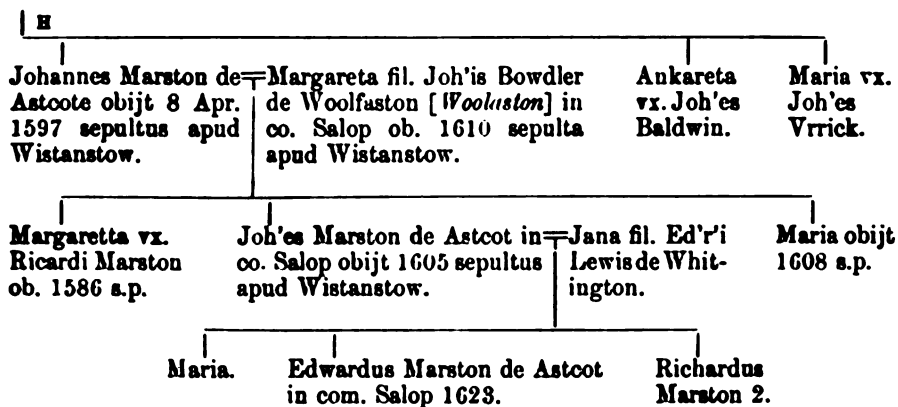 H
Johannes Marston de
Astcote obijt 8 Apr.
1597 sepultus apud
Wistanstow.
Margareta fil. Joh'is Bowdler
de Woolfaston [Woolaston] in
co. Salop ob. 1610 sepulta
apud Wistanstow.
Ankareta
vx. Joh'es
Baldwin.
Maria vx.
Joh'es
Vrrick.
Margaretta vx.
Ricardi Marston
ob. 1586 s.p.
Joh'es Marston de Astcot in
co. Salop obijt 1605 sepultus
apud Wistanstow.
Jana fil. Ed'r'i
Lewis de Whit-
ington.
Maria obijt
1608 s.p.
Maria.
Edwardus Marston de Astcot
in com. Salop 1623.
Richardus
Marston 2.